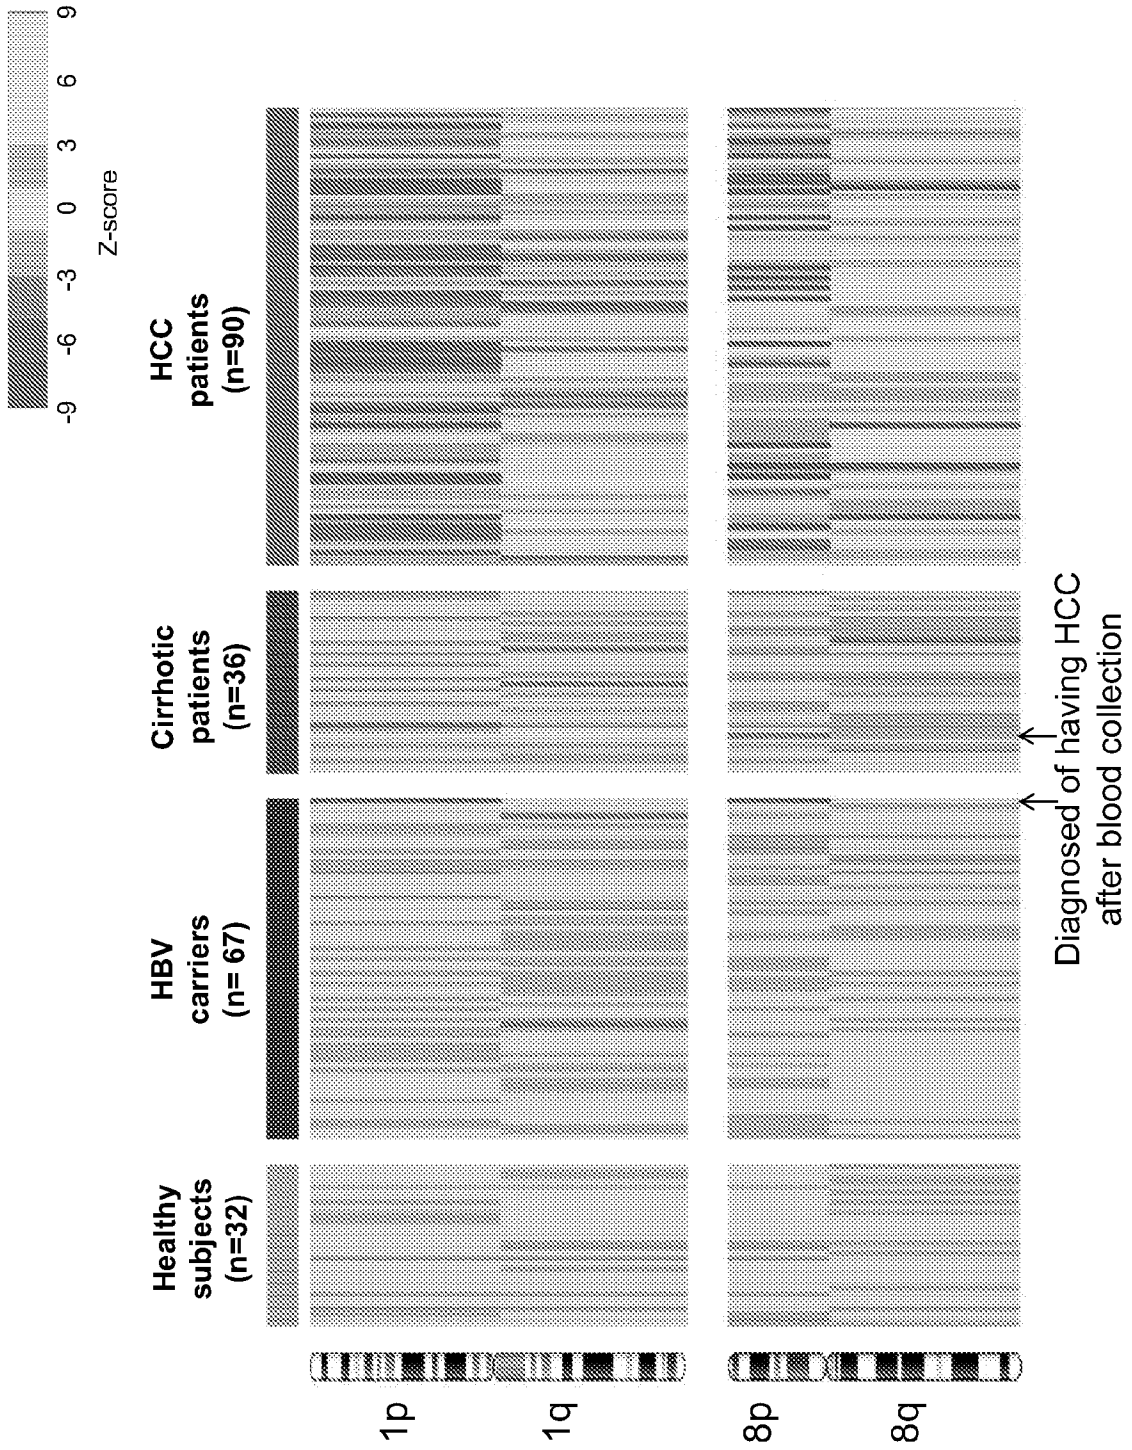 9
6
3
0
-3
-6
-9
Z-score
Healthy
subjects
(n=32)
HBV
carriers
(n= 67)
Cirrhotic
patients
(n=36)
HCC
patients
(n=90)
1p
1q
8p
8q
Diagnosed of having HCC
after blood collection